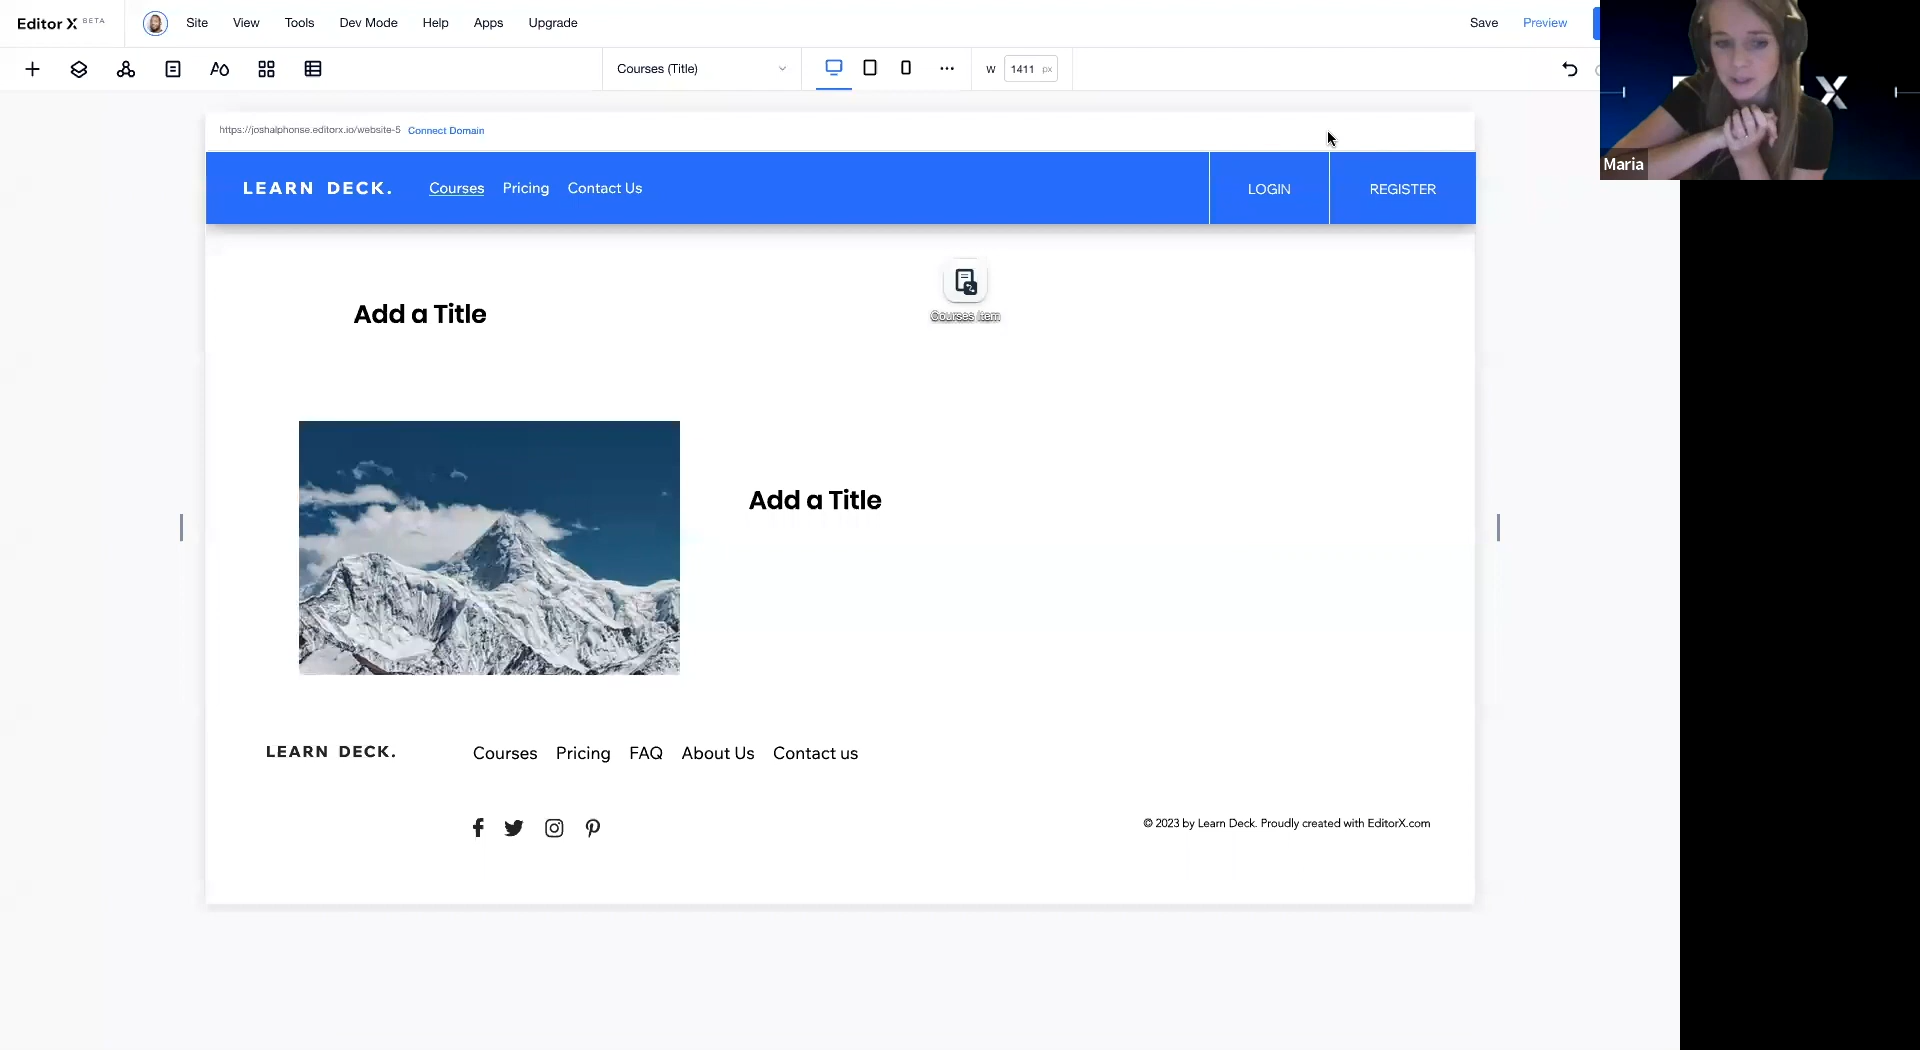 Editor X BETA
Site View Tools Dev Mode Help Apps Upgrade
Save Preview
Courses (Title)
W 1411 px
X
Maria
https://joshalphonse.editorx.io/website-5 Connect Domain
LEARN DECK. Courses Pricing Contact Us LOGIN REGISTER
Courses Item
Add a Title
Add a Title
LEARN DECK. Courses Pricing FAQ About Us Contact us
© 2023 by Learn Deck. Proudly created with EditorX.com